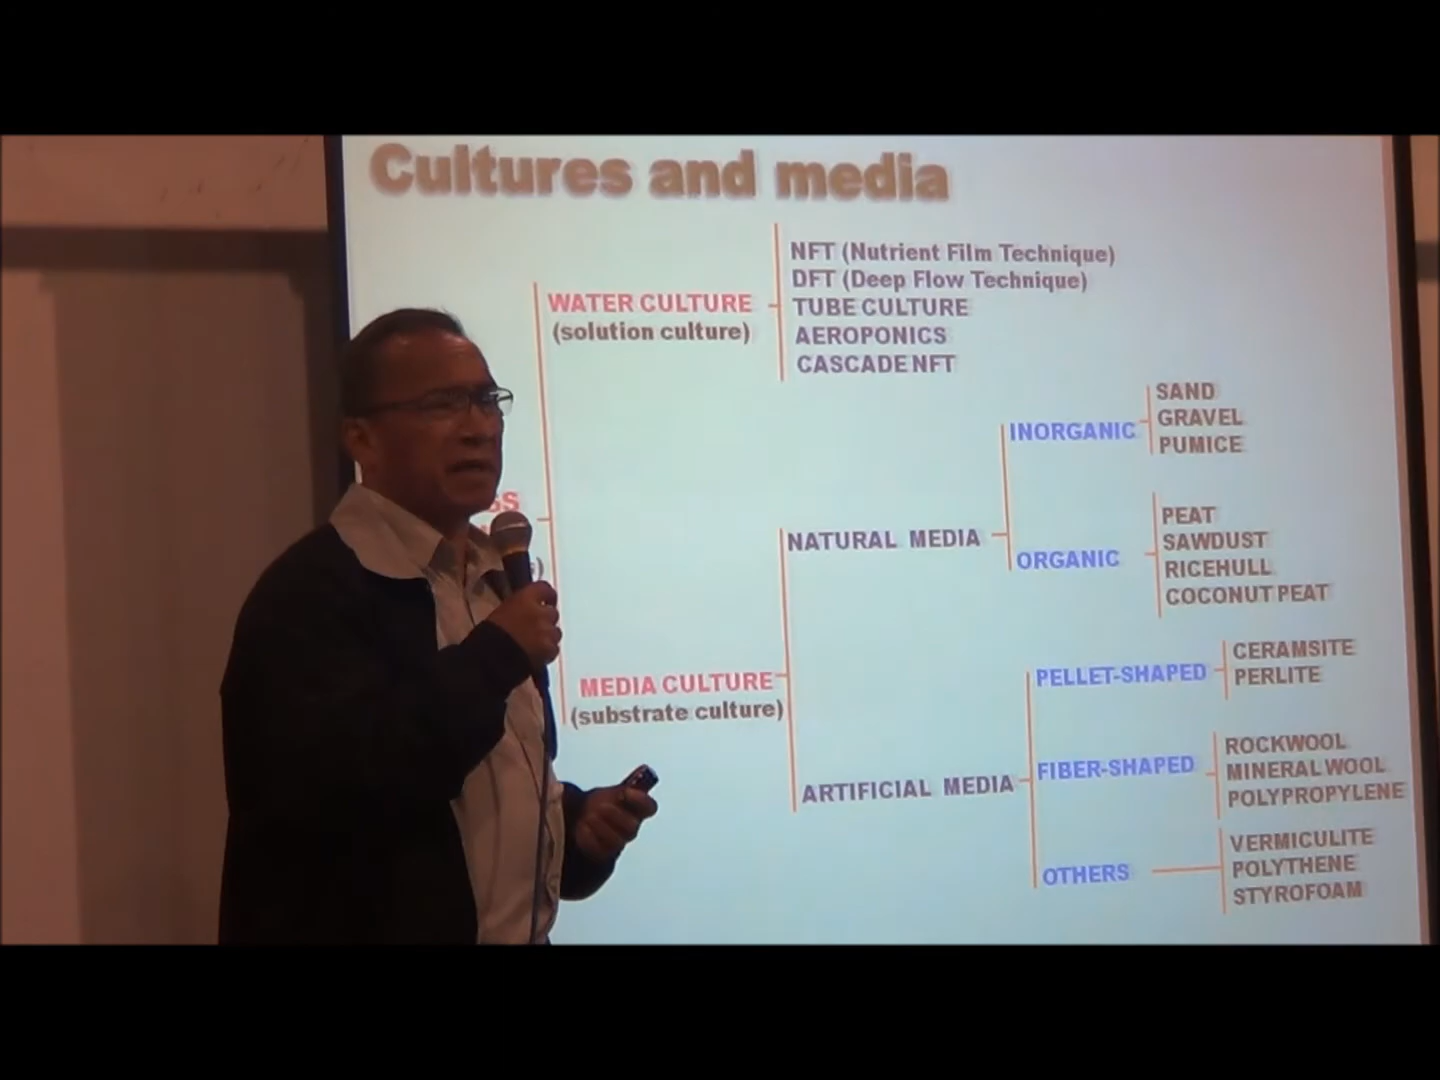 Cultures and media
WATER CULTURE
(solution culture)
NFT (Nutrient Film Technique)
DFT (Deep Flow Technique)
TUBE CULTURE
AEROPONICS
CASCADE NFT
MEDIA CULTURE
(substrate culture)
NATURAL MEDIA
INORGANIC
SAND
GRAVEL
PUMICE
ORGANIC
PEAT
SAWDUST
RICEHULL
COCONUT PEAT
ARTIFICIAL MEDIA
PELLET-SHAPED
CERAMSITE
PERLITE
FIBER-SHAPED
ROCKWOOL
MINERAL WOOL
POLYPROPYLENE
OTHERS
VERMICULITE
POLYTHENE
STYROFOAM